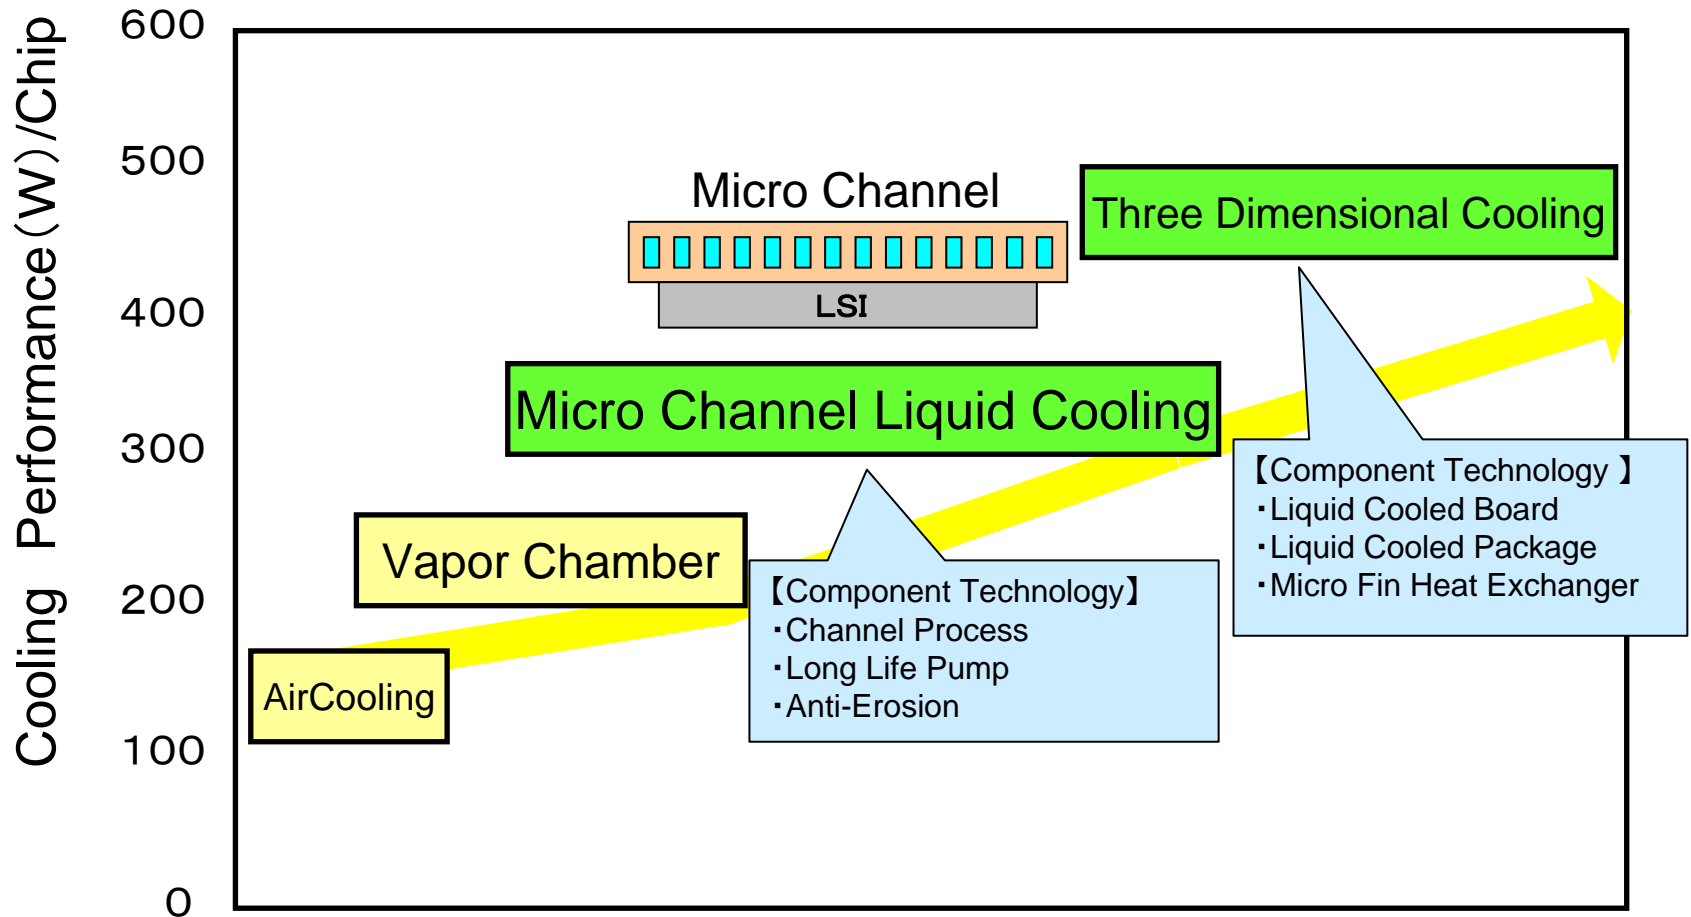 Cooling Performance(W)/Chip
600
500
400
300
200
100
0
Micro Channel
LSI
Three Dimensional Cooling
Micro Channel Liquid Cooling
Vapor Chamber
AirCooling
【Component Technology】
・Channel Process
・Long Life Pump
・Anti-Erosion
【Component Technology 】
・Liquid Cooled Board
・Liquid Cooled Package
・Micro Fin Heat Exchanger